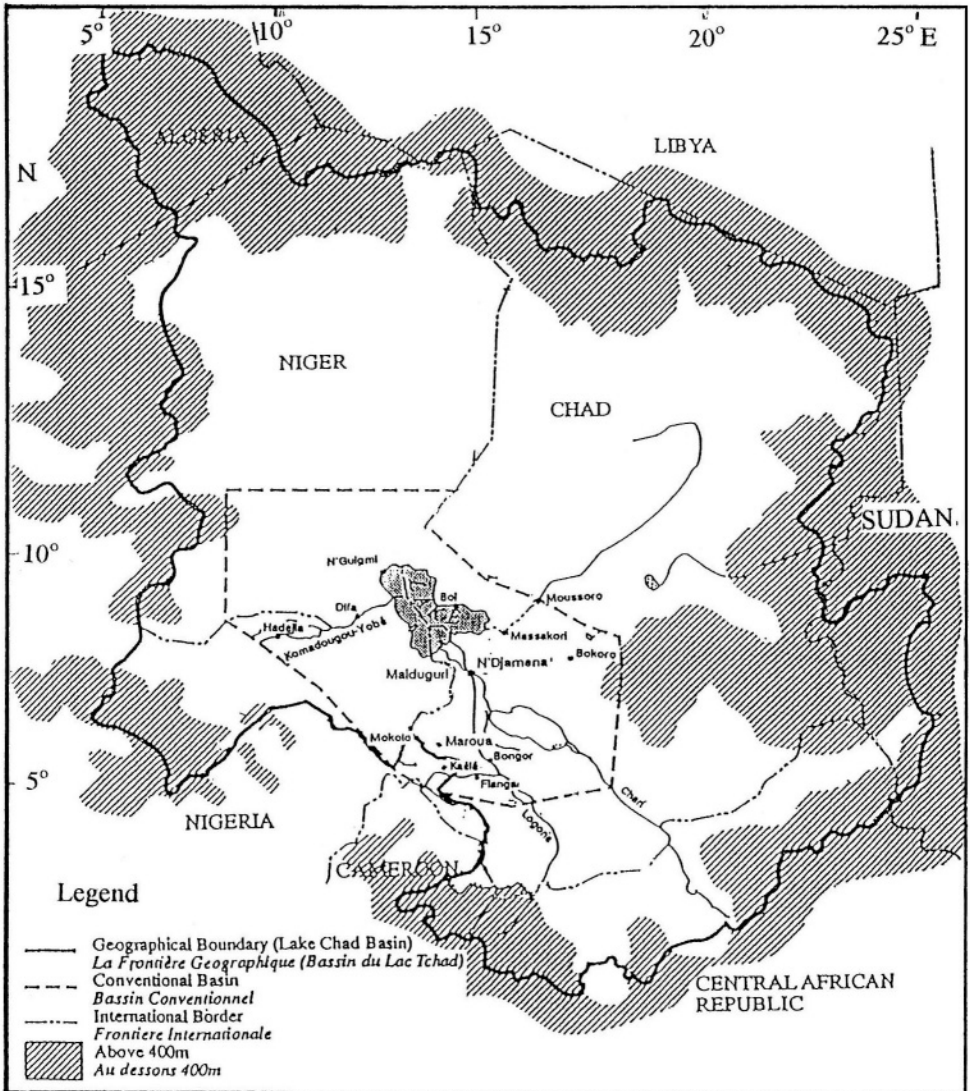 5° 10° 15° 20° 25° E
ALGERIA
LIBYA
N
15°
NIGER
CHAD
SUDAN
10°
N'Guigmi
Bol
Moussoro
Difa
Hadejia
Komadougou-Yobé
Massakori
N'Djamena
Bokoro
Maiduguri
Mokolo
Maroua
Bongor
Kaélé
5°
Fianga
Chari
Logone
NIGERIA
CAMEROON
Legend
Geographical Boundary (Lake Chad Basin)
La Frontière Geographique (Bassin du Lac Tchad)
Conventional Basin
Bassin Conventionnel
International Border
Frontiere Internationale
Above 400m
Au dessons 400m
CENTRAL AFRICAN
REPUBLIC